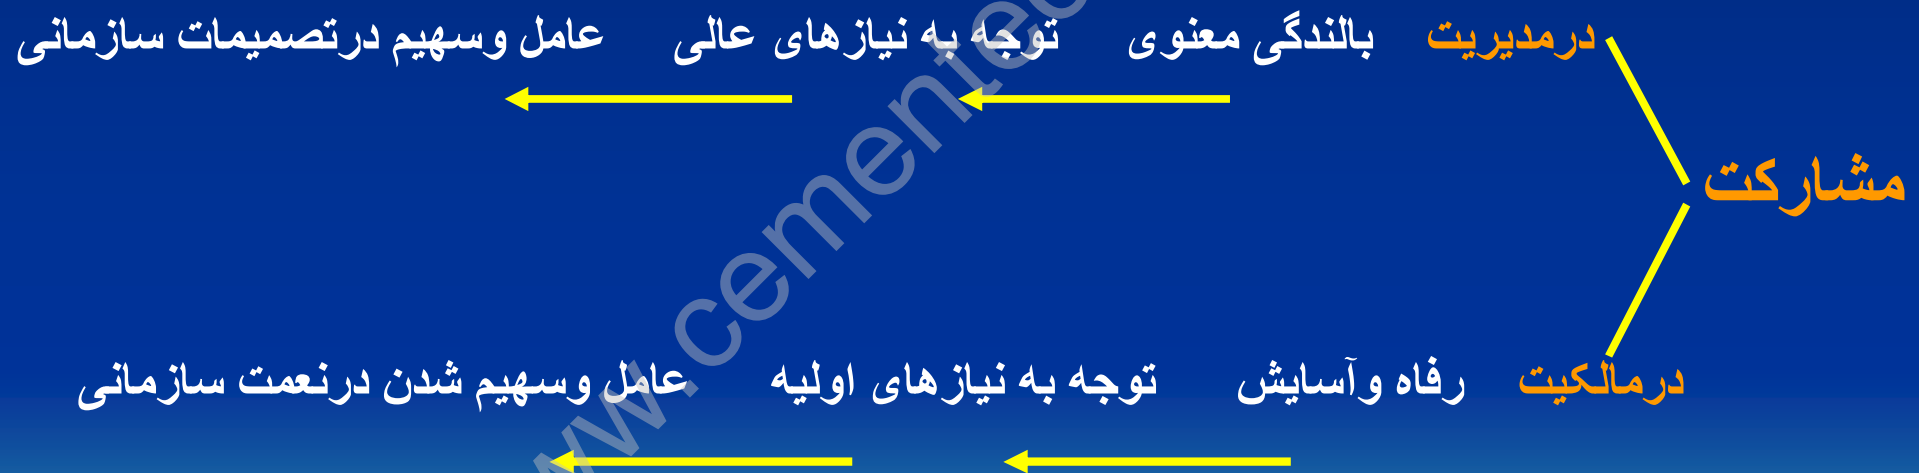 درمدیریت بالندگی معنوی توجه به نیازهای عالی عامل وسهیم درتصمیمات سازمانی
مشارکت
درمالکیت رفاه وآسایش توجه به نیازهای اولیه عامل وسهیم شدن درنعمت سازمانی